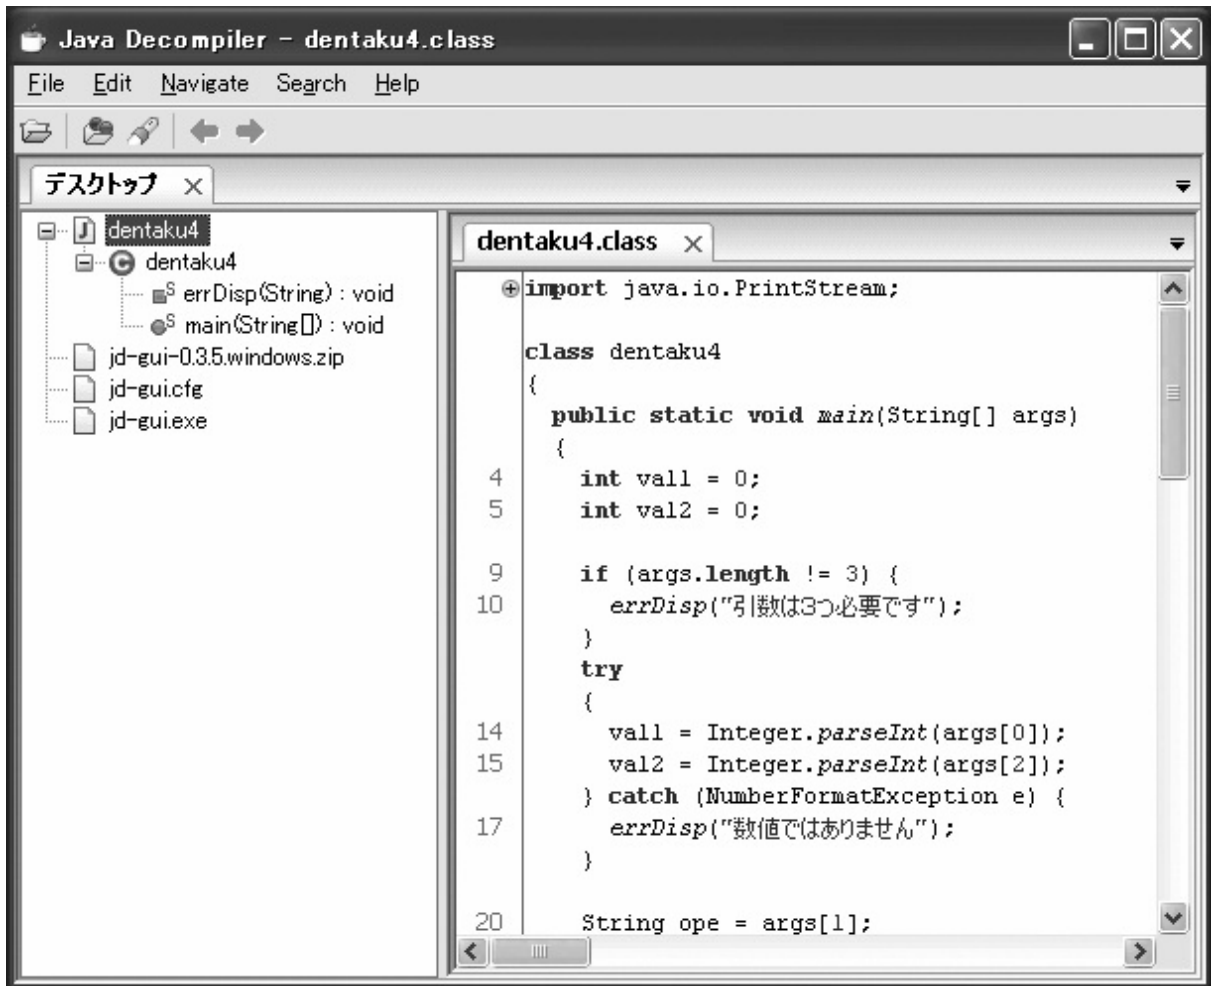 Java Decompiler - dentaku4.class
File Edit Navigate Search Help
デスクトップ
dentaku4
dentaku4
errDisp(String) : void
main(String[]) : void
jd-gui-0.3.5.windows.zip
jd-gui.cfg
jd-gui.exe
dentaku4.class
import java.io.PrintStream;
class dentaku4
{
public static void main(String[] args)
{
4 int val1 = 0;
5 int val2 = 0;
9 if (args.length != 3) {
10 errDisp("引数は3つ必要です");
}
try
{
14 val1 = Integer.parseInt(args[0]);
15 val2 = Integer.parseInt(args[2]);
} catch (NumberFormatException e) {
17 errDisp("数値ではありません");
}
20 String ope = args[1];